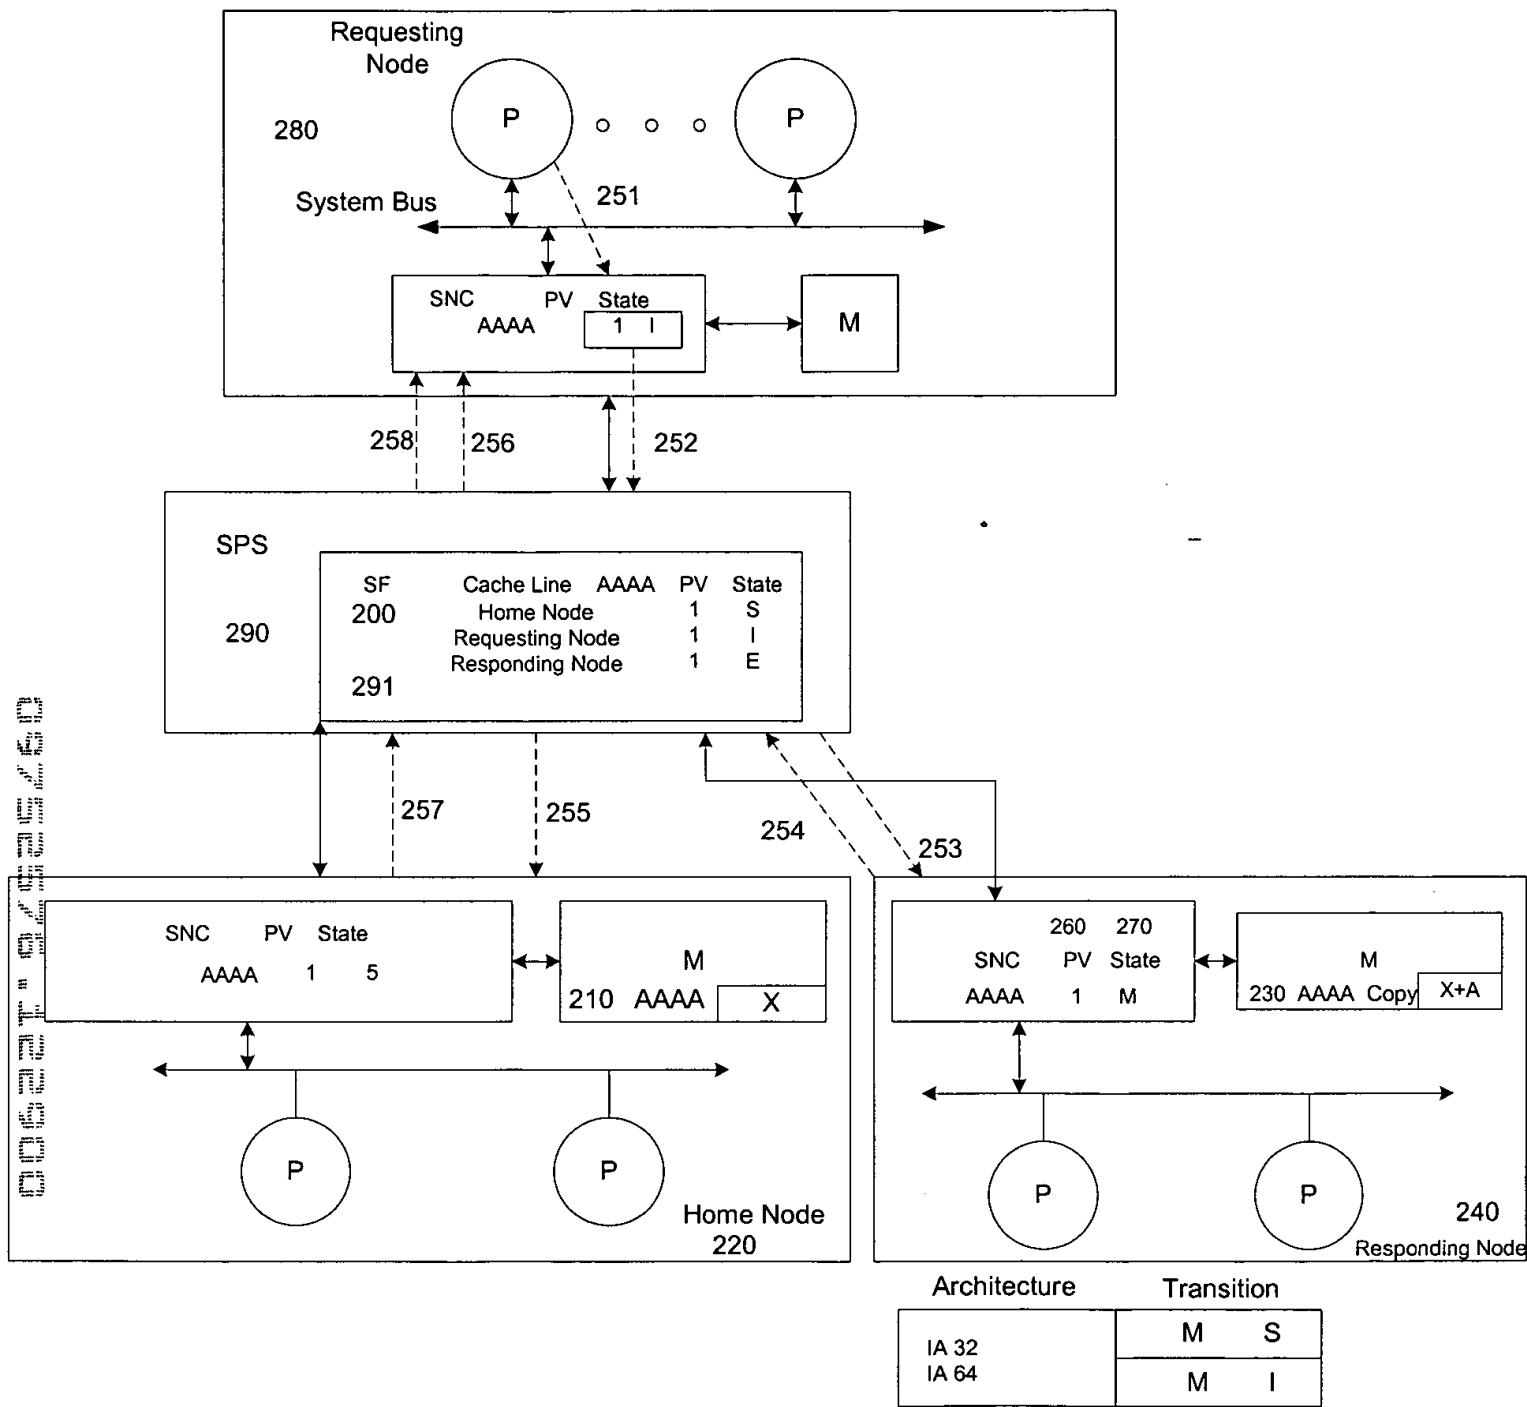 Requesting
Node
P
P
280
251
System Bus
SNC PV State
AAAA 1 I
M
258
256
252
SPS
290
SF Cache Line AAAA PV State
200 Home Node 1 S
Requesting Node 1 I
Responding Node 1 E
291
257
255
254
253
SNC PV State
AAAA 1 5
M
210 AAAA X
260 270
SNC PV State
AAAA 1 M
M
230 AAAA Copy X+A
P
P
Home Node
220
P
P
240
Responding Node
Architecture Transition
IA 32
IA 64
M S
M I